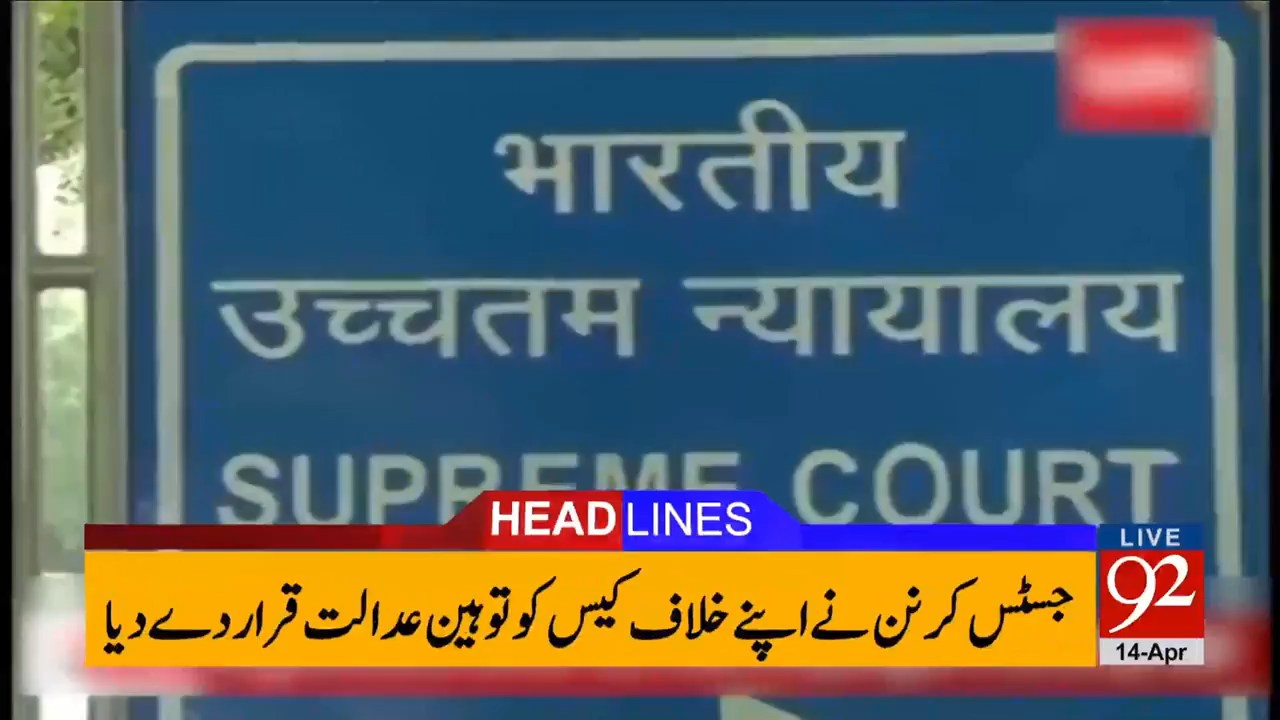 भारतीय
उच्चतम न्यायालय
SUPREME COURT
HEADLINES
جسٹس کرنن نے اپنے خلاف کیس کو توہین عدالت قرار دے دیا
LIVE
92
14-Apr